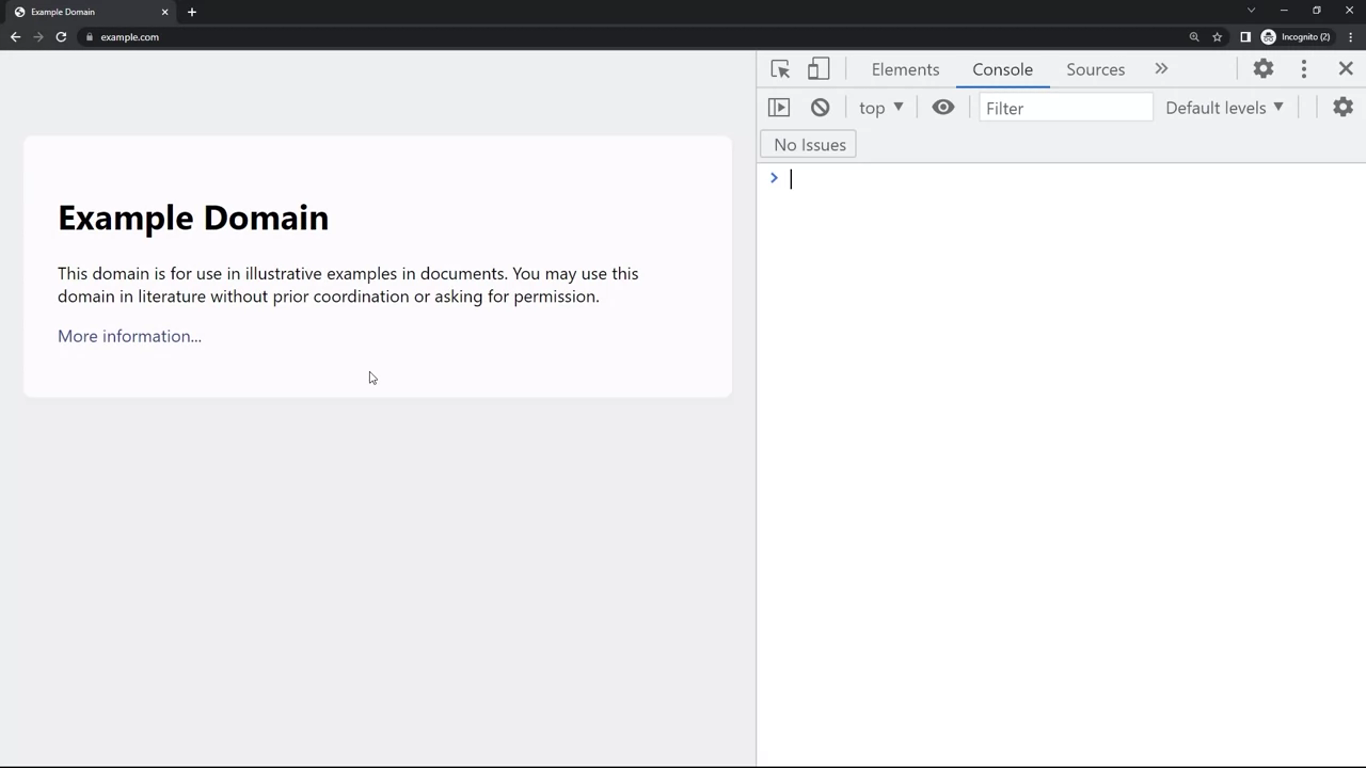 Example Domain
example.com
Incognito (2)
Elements
Console
Sources
top
Filter
Default levels
No Issues
Example Domain
This domain is for use in illustrative examples in documents. You may use this
domain in literature without prior coordination or asking for permission.
More information...